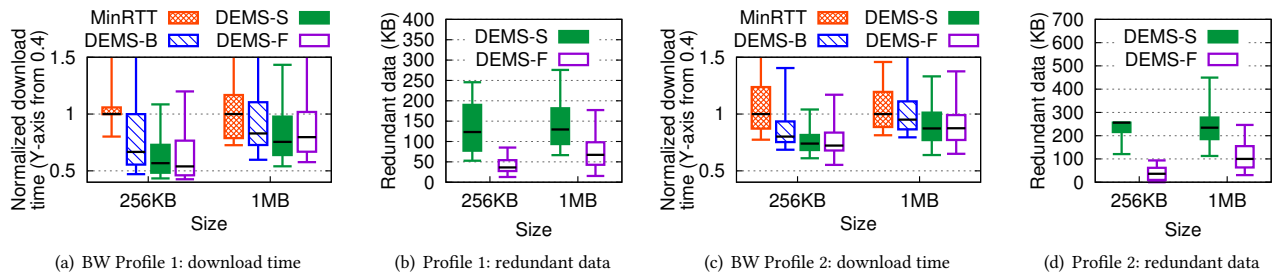 Normalized download
time (Y-axis from 0.4)
MinRTT
DEMS-B
DEMS-S
DEMS-F
1.5
1
0.5
256KB
1MB
Size
(a) BW Profile 1: download time
Redundant data (KB)
400
350
300
250
200
150
100
50
0
DEMS-S
DEMS-F
256KB
1MB
Size
(b) Profile 1: redundant data
Normalized download
time (Y-axis from 0.4)
MinRTT
DEMS-B
DEMS-S
DEMS-F
1.5
1
0.5
256KB
1MB
Size
(c) BW Profile 2: download time
Redundant data (KB)
700
600
500
400
300
200
100
0
DEMS-S
DEMS-F
256KB
1MB
Size
(d) Profile 2: redundant data